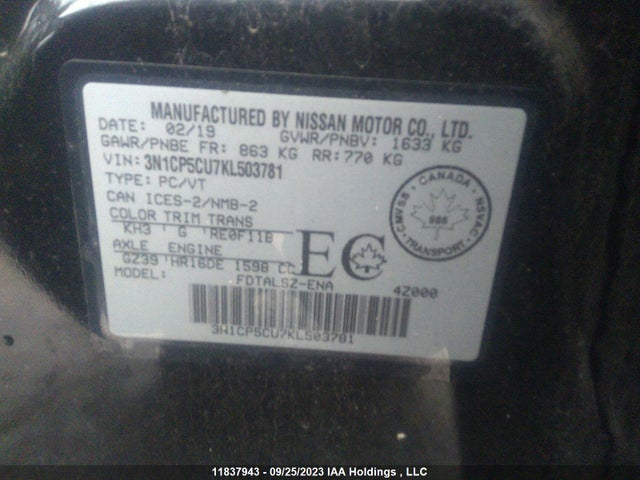 MANUFACTURED BY NISSAN MOTOR CO., LTD.
DATE: 02/19 GVWR/PNBV: 1633 KG
GAWR/PNBE FR: 863 KG RR: 770 KG
VIN: 3N1CP5CU7KL503781
TYPE: PC/VT
CAN ICES-2/NMB-2
COLOR TRIM TRANS
KH3 G RE0F11B
AXLE ENGINE
GZ39 HR16DE 1598 CC
MODEL: FDTALSZ-ENA
EC
4Z000
CMVSS - CANADA - NSVAC
986
TRANSPORT
3N1CP5CU7KL503781
11837943 - 09/25/2023 IAA Holdings , LLC